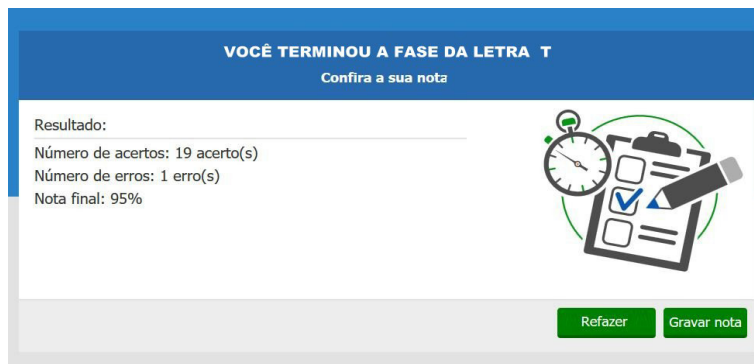 VOCÊ TERMINOU A FASE DA LETRA T
Confira a sua nota
Resultado:
Número de acertos: 19 acerto(s)
Número de erros: 1 erro(s)
Nota final: 95%
Refazer
Gravar nota